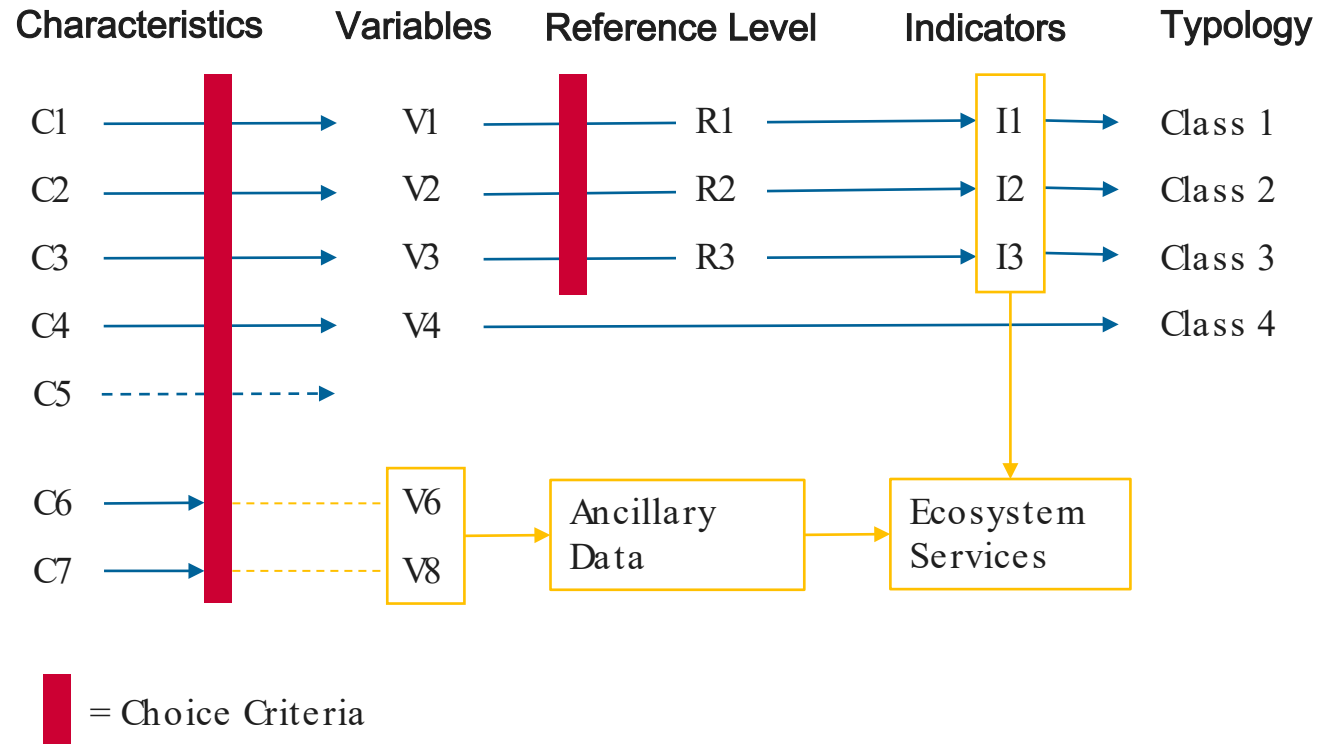 Characteristics Variables Reference Level Indicators Typology
C1 V1 R1 I1 Class 1
C2 V2 R2 I2 Class 2
C3 V3 R3 I3 Class 3
C4 V4 Class 4
C5
C6 V6
C7 V8
Ancillary
Data
Ecosystem
Services
= Choice Criteria